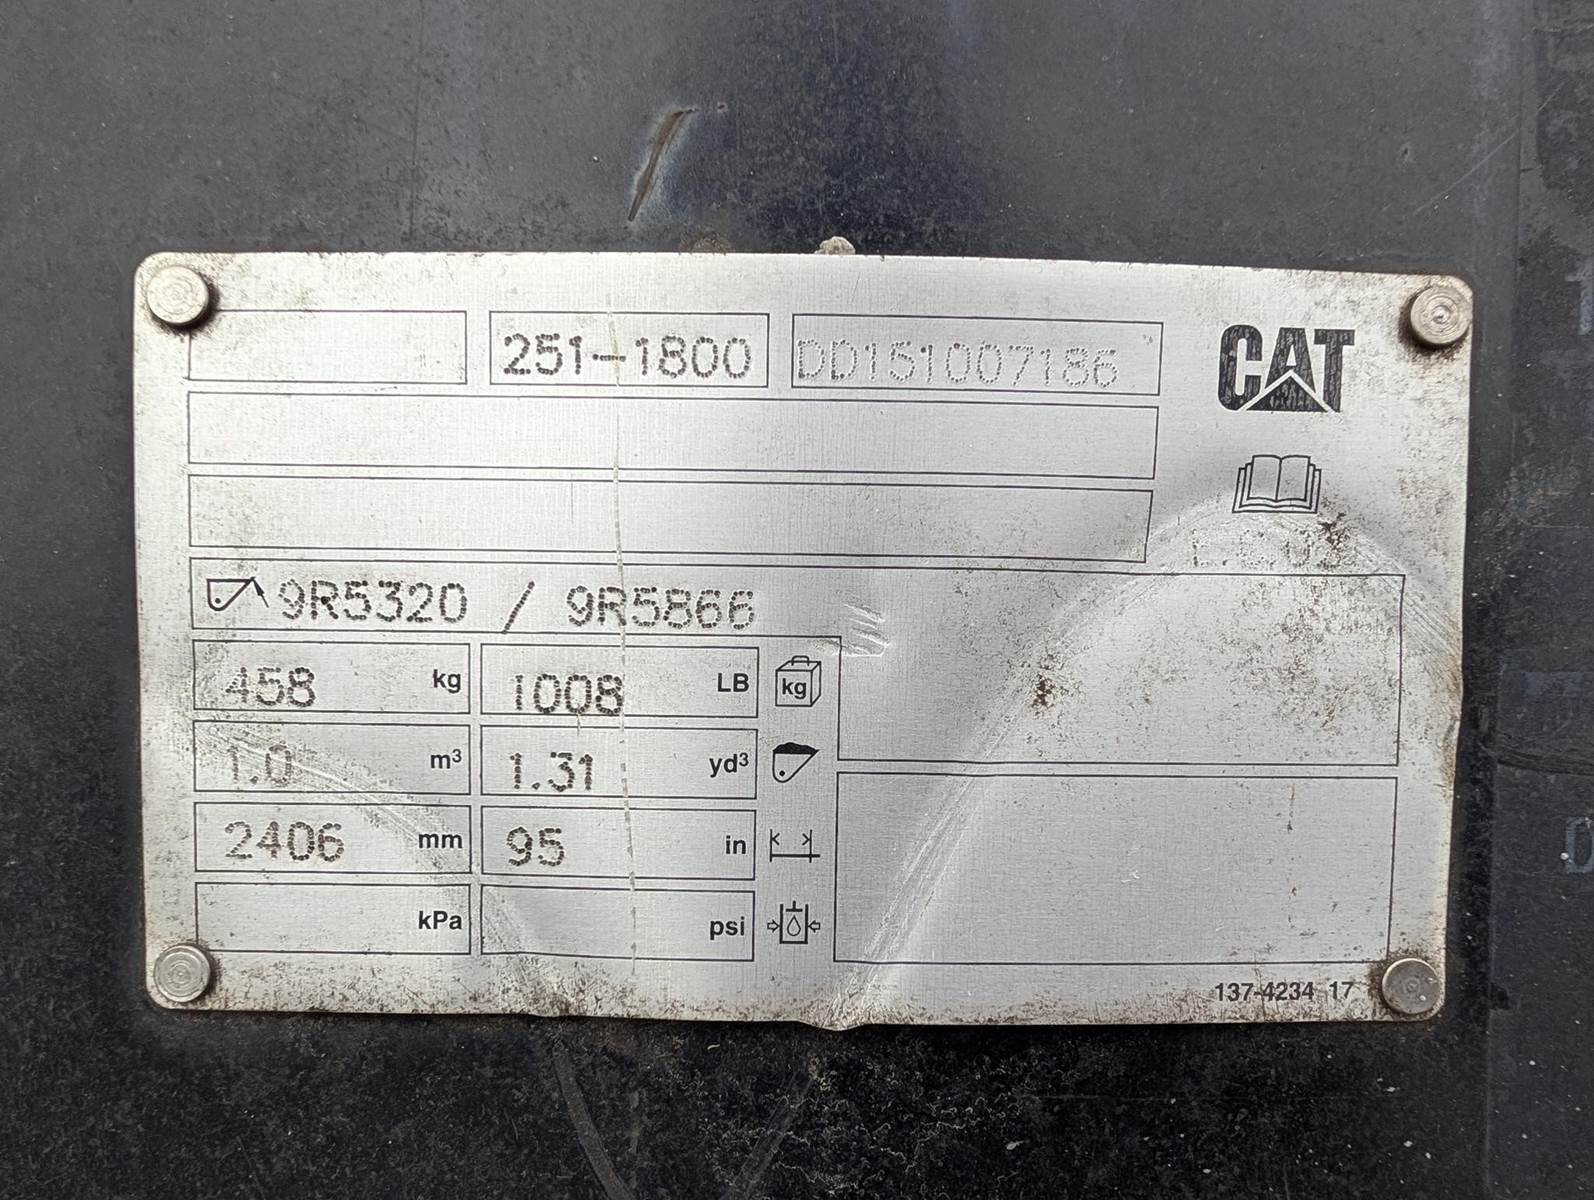 251-1800 DD151007186 CAT
9R5320 / 9R5866
458 kg 1008 LB kg
1.0 m³ 1.31 yd³
2406 mm 95 in
kPa psi
137-4234 17